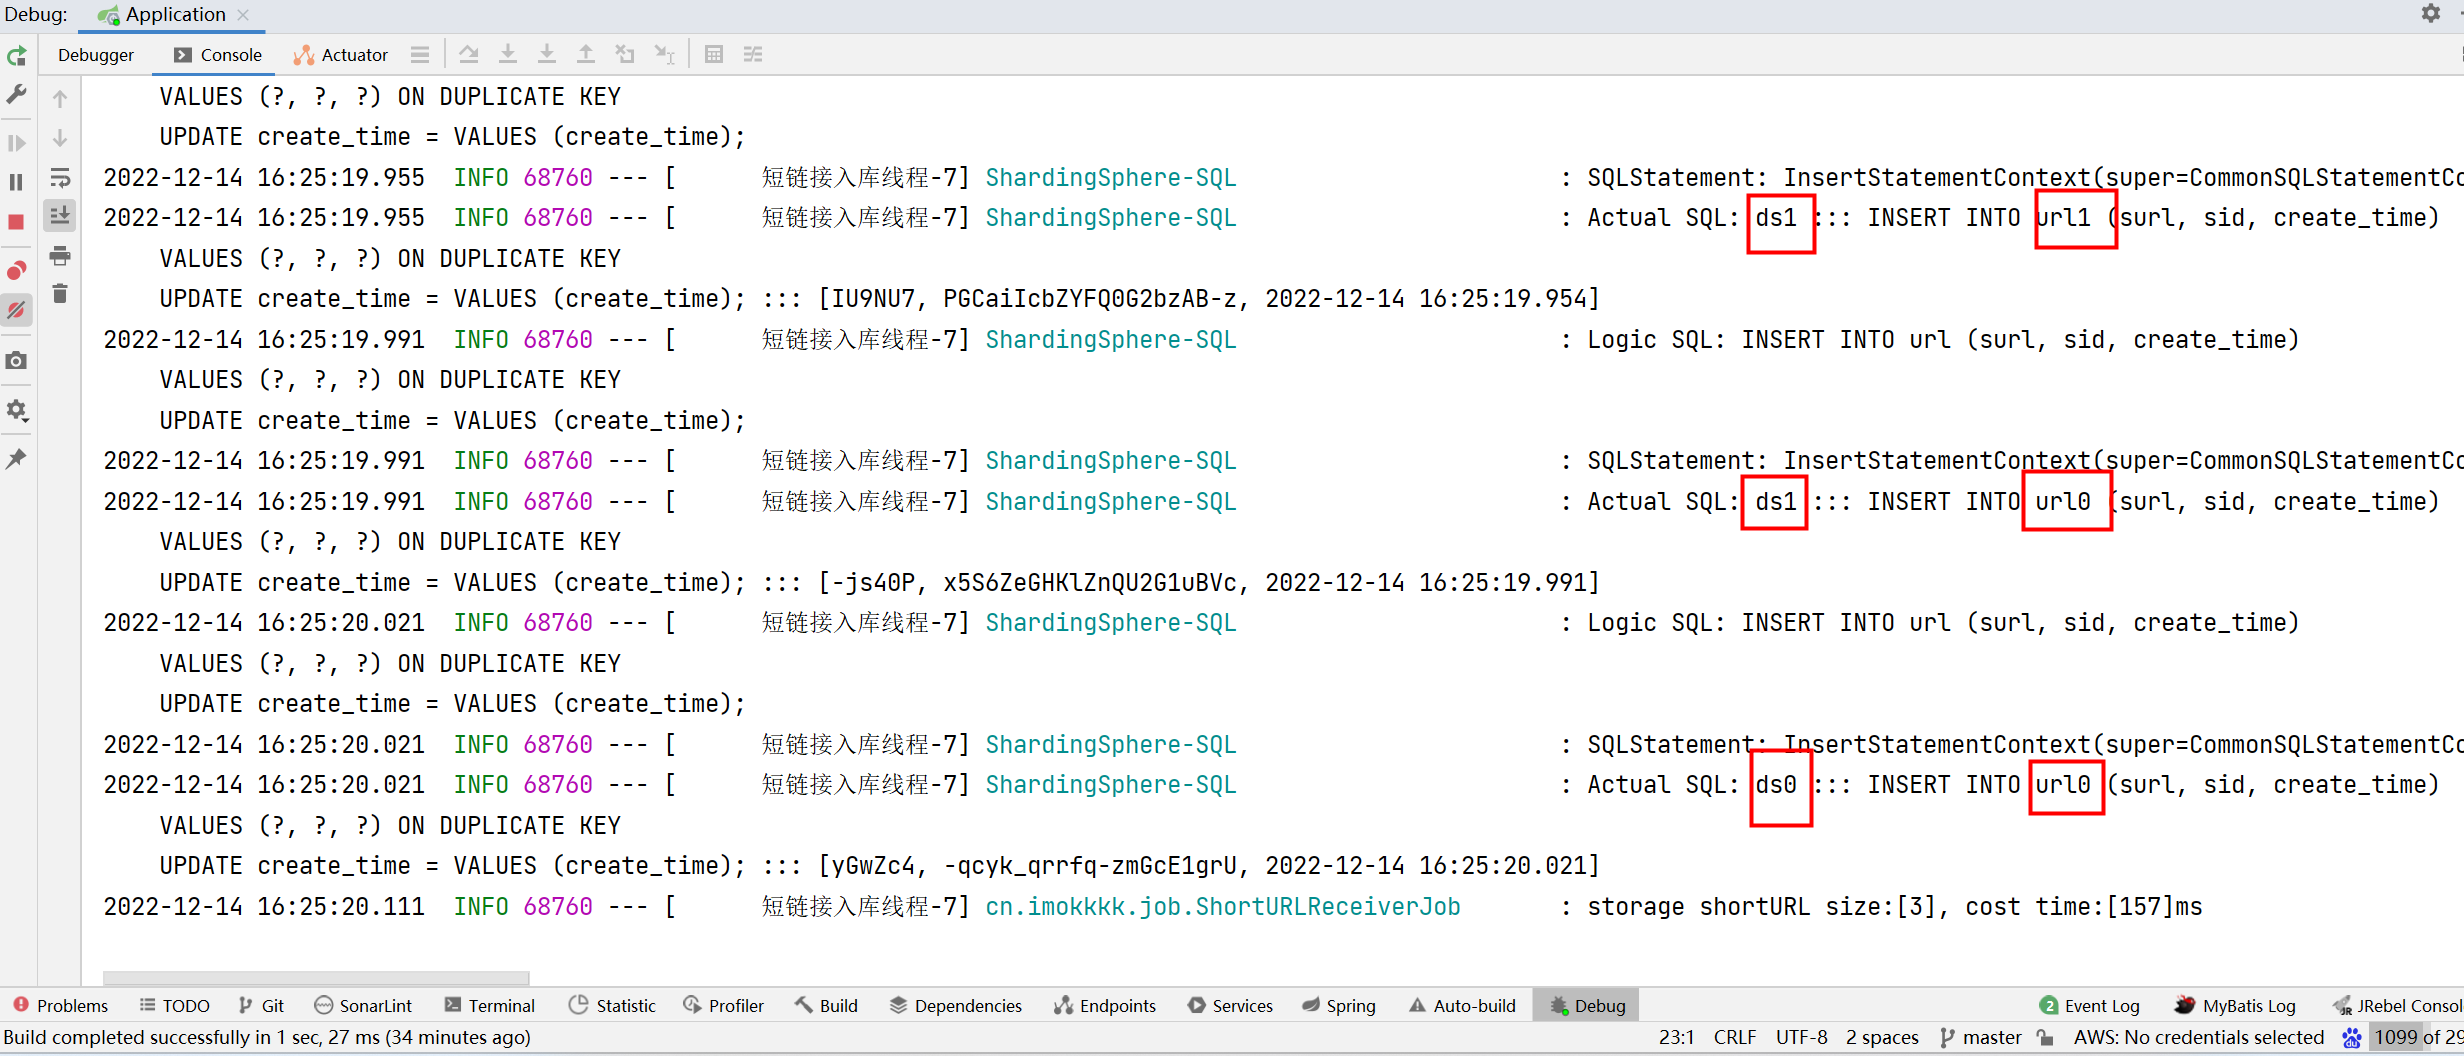 Debug: Application
Debugger Console Actuator
VALUES (?, ?, ?) ON DUPLICATE KEY
UPDATE create_time = VALUES (create_time);
2022-12-14 16:25:19.955  INFO 68760 --- [      短链接入库线程-7] ShardingSphere-SQL                       : SQLStatement: InsertStatementContext(super=CommonSQLStatementCo
2022-12-14 16:25:19.955  INFO 68760 --- [      短链接入库线程-7] ShardingSphere-SQL                       : Actual SQL: ds1 ::: INSERT INTO url1 (surl, sid, create_time)
VALUES (?, ?, ?) ON DUPLICATE KEY
UPDATE create_time = VALUES (create_time); ::: [IU9NU7, PGCaiIcbZYFQ0G2bzAB-z, 2022-12-14 16:25:19.954]
2022-12-14 16:25:19.991  INFO 68760 --- [      短链接入库线程-7] ShardingSphere-SQL                       : Logic SQL: INSERT INTO url (surl, sid, create_time)
VALUES (?, ?, ?) ON DUPLICATE KEY
UPDATE create_time = VALUES (create_time);
2022-12-14 16:25:19.991  INFO 68760 --- [      短链接入库线程-7] ShardingSphere-SQL                       : SQLStatement: InsertStatementContext(super=CommonSQLStatementCo
2022-12-14 16:25:19.991  INFO 68760 --- [      短链接入库线程-7] ShardingSphere-SQL                       : Actual SQL: ds1 ::: INSERT INTO url0 (surl, sid, create_time)
VALUES (?, ?, ?) ON DUPLICATE KEY
UPDATE create_time = VALUES (create_time); ::: [-js40P, x5S6ZeGHKlZnQU2G1uBVc, 2022-12-14 16:25:19.991]
2022-12-14 16:25:20.021  INFO 68760 --- [      短链接入库线程-7] ShardingSphere-SQL                       : Logic SQL: INSERT INTO url (surl, sid, create_time)
VALUES (?, ?, ?) ON DUPLICATE KEY
UPDATE create_time = VALUES (create_time);
2022-12-14 16:25:20.021  INFO 68760 --- [      短链接入库线程-7] ShardingSphere-SQL                       : SQLStatement: InsertStatementContext(super=CommonSQLStatementCo
2022-12-14 16:25:20.021  INFO 68760 --- [      短链接入库线程-7] ShardingSphere-SQL                       : Actual SQL: ds0 ::: INSERT INTO url0 (surl, sid, create_time)
VALUES (?, ?, ?) ON DUPLICATE KEY
UPDATE create_time = VALUES (create_time); ::: [yGwZc4, -qcyk_qrrfq-zmGcE1grU, 2022-12-14 16:25:20.021]
2022-12-14 16:25:20.111  INFO 68760 --- [      短链接入库线程-7] cn.imokkkk.job.ShortURLReceiverJob       : storage shortURL size:[3], cost time:[157]ms
Problems TODO Git SonarLint Terminal Statistic Profiler Build Dependencies Endpoints Services Spring Auto-build Debug 2 Event Log MyBatis Log JRebel Consol
Build completed successfully in 1 sec, 27 ms (34 minutes ago) 23:1 CRLF UTF-8 2 spaces master AWS: No credentials selected 1099 of 29